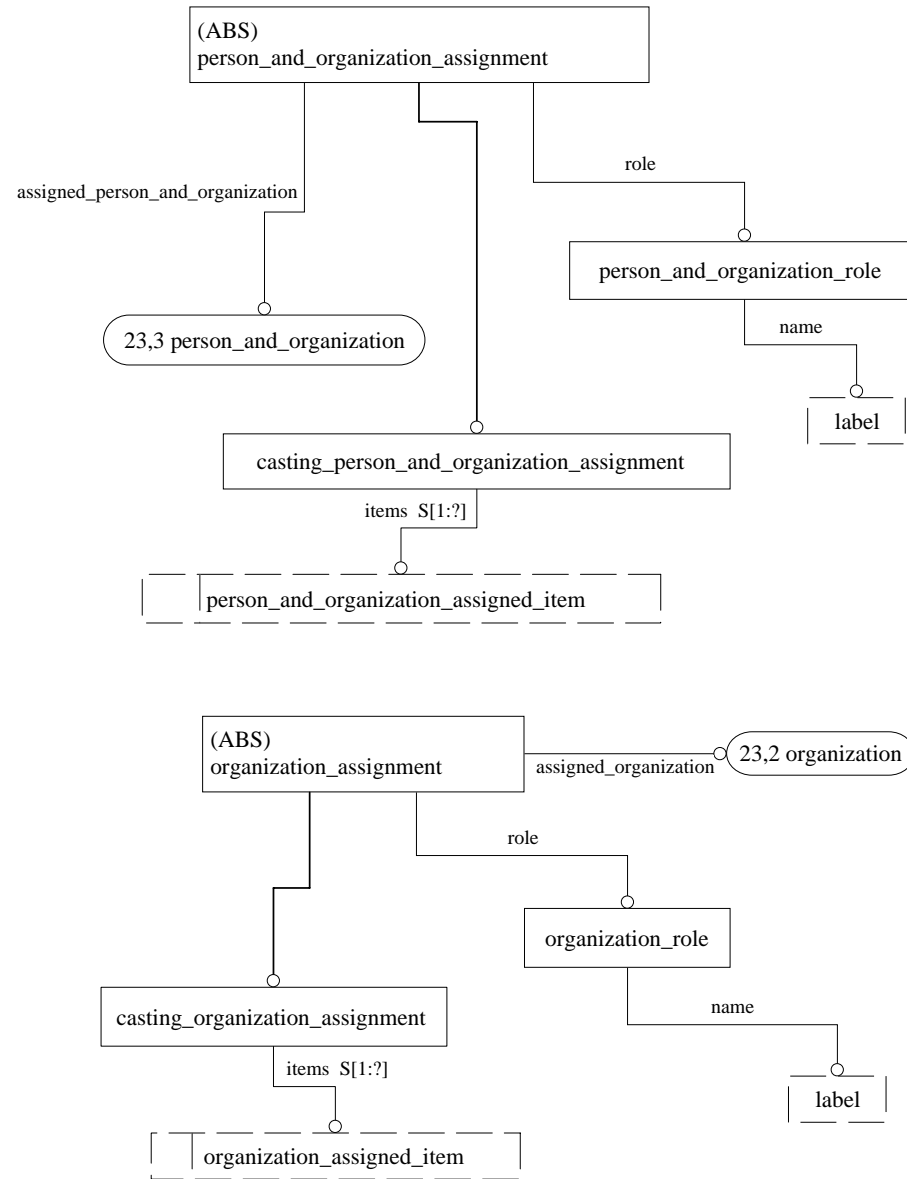 (ABS)
person_and_organization_assignment
role
assigned_person_and_organization
person_and_organization_role
name
23,3 person_and_organization
label
casting_person_and_organization_assignment
items S[1:?]
person_and_organization_assigned_item
(ABS)
organization_assignment
23,2 organization
assigned_organization
role
organization_role
name
casting_organization_assignment
items S[1:?]
label
organization_assigned_item